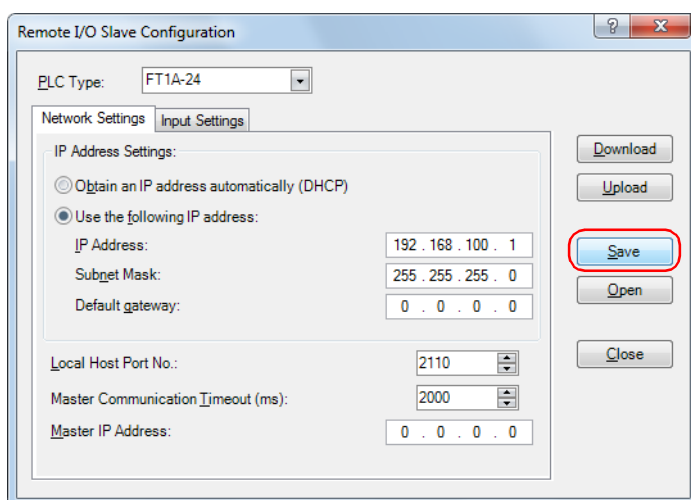 Remote I/O Slave Configuration
PLC Type: FT1A-24
Network Settings Input Settings
IP Address Settings:
Obtain an IP address automatically (DHCP)
Use the following IP address:
IP Address: 192 . 168 . 100 . 1
Subnet Mask: 255 . 255 . 255 . 0
Default gateway: 0 . 0 . 0 . 0
Local Host Port No.: 2110
Master Communication Timeout (ms): 2000
Master IP Address: 0 . 0 . 0 . 0
Download
Upload
Save
Open
Close